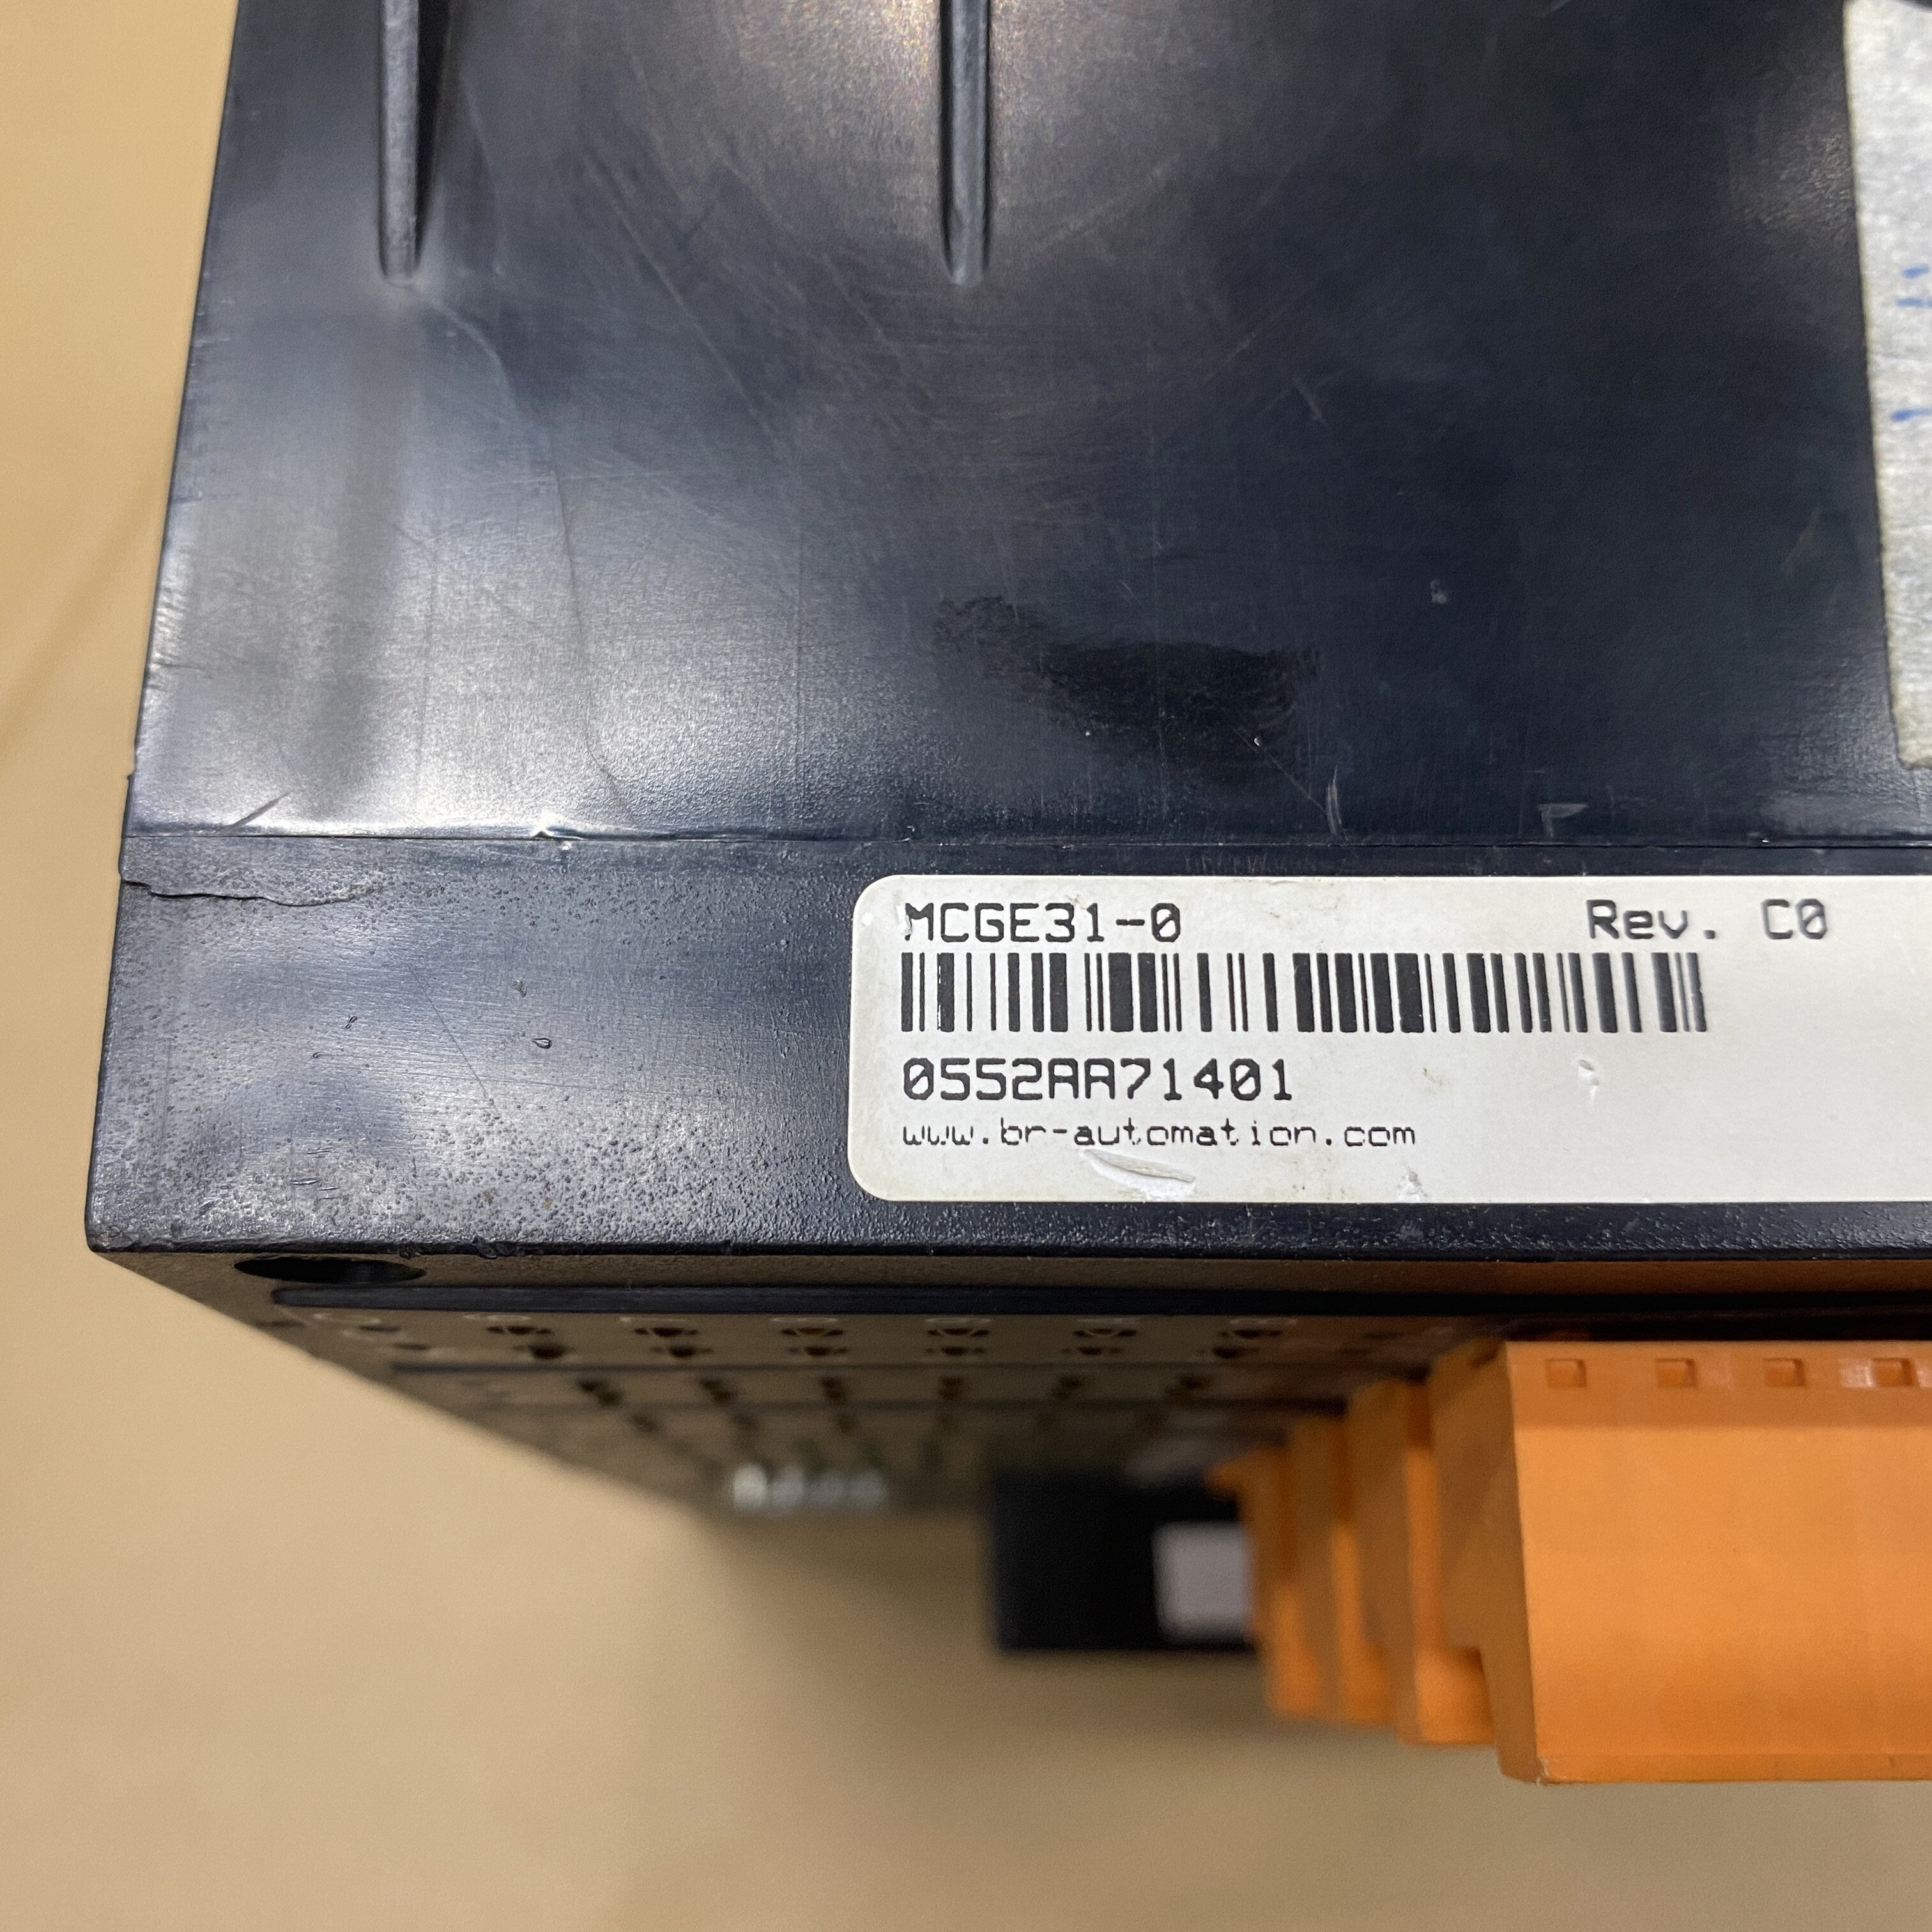 MCGE31-0 Rev. C0
0552AA71401
www.br-automation.com